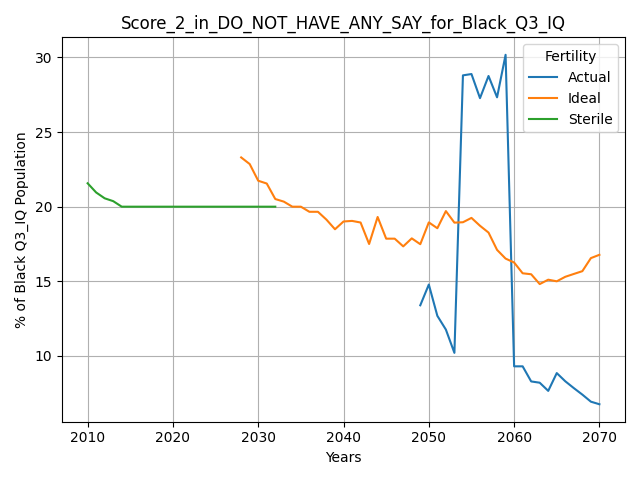 Score_2_in_DO_NOT_HAVE_ANY_SAY_for_Black_Q3_IQ
Fertility
Actual
Ideal
Sterile
% of Black Q3_IQ Population
30
25
20
15
10
2010 2020 2030 2040 2050 2060 2070
Years